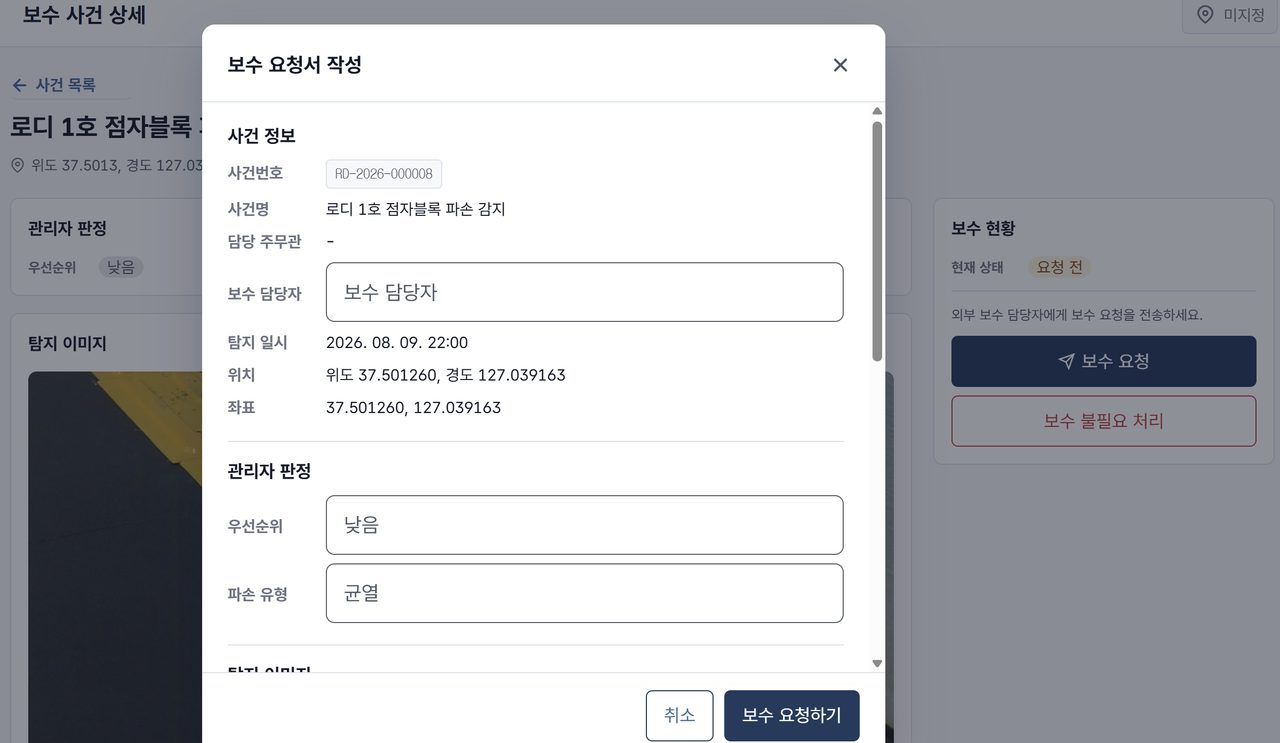 보수 사건 상세
미지정
사건 목록
로디 1호 점자블록
위도 37.5013, 경도 127.03
관리자 판정
우선순위 낮음
탐지 이미지
보수 요청서 작성
사건 정보
사건번호 RD-2026-000008
사건명 로디 1호 점자블록 파손 감지
담당 주무관 -
보수 담당자 보수 담당자
탐지 일시 2026. 08. 09. 22:00
위치 위도 37.501260, 경도 127.039163
좌표 37.501260, 127.039163
관리자 판정
우선순위 낮음
파손 유형 균열
탐지 이미지
취소 보수 요청하기
보수 현황
현재 상태 요청 전
외부 보수 담당자에게 보수 요청을 전송하세요.
보수 요청
보수 불필요 처리